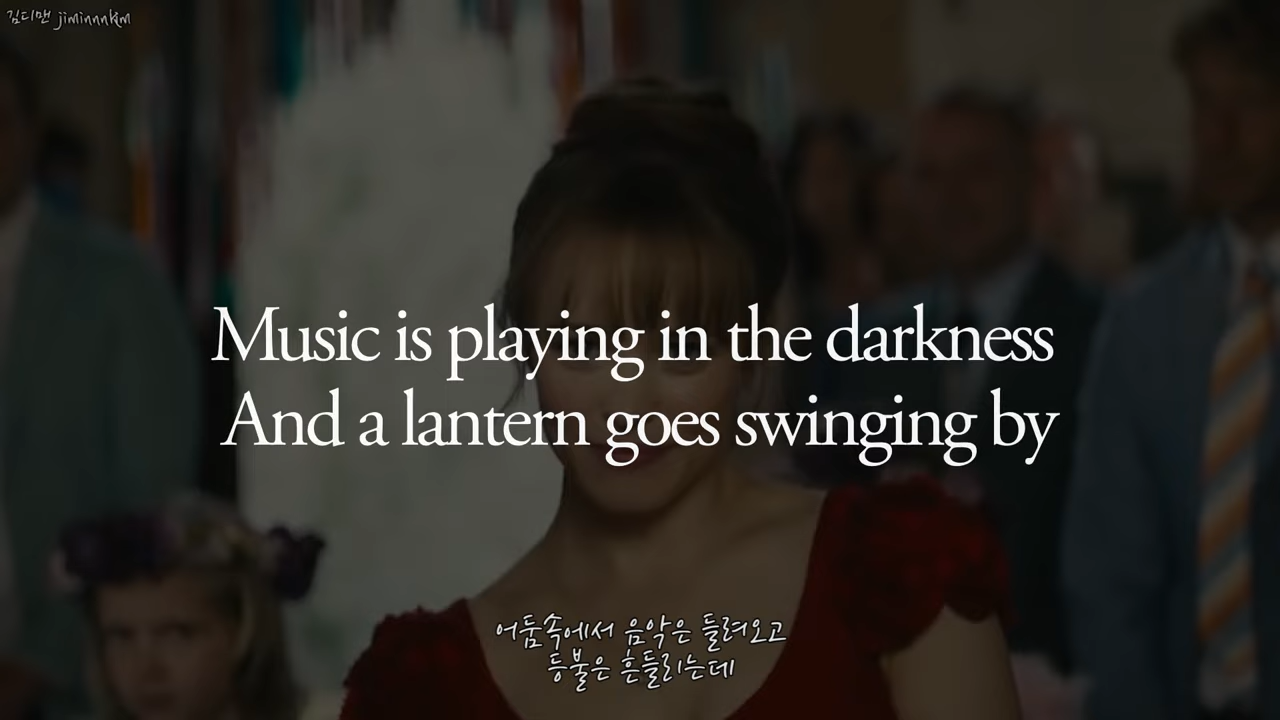 김디맨 jiminnnkm
Music is playing in the darkness
And a lantern goes swinging by
어둠속에서 음악은 들려오고
등불은 흔들리는데